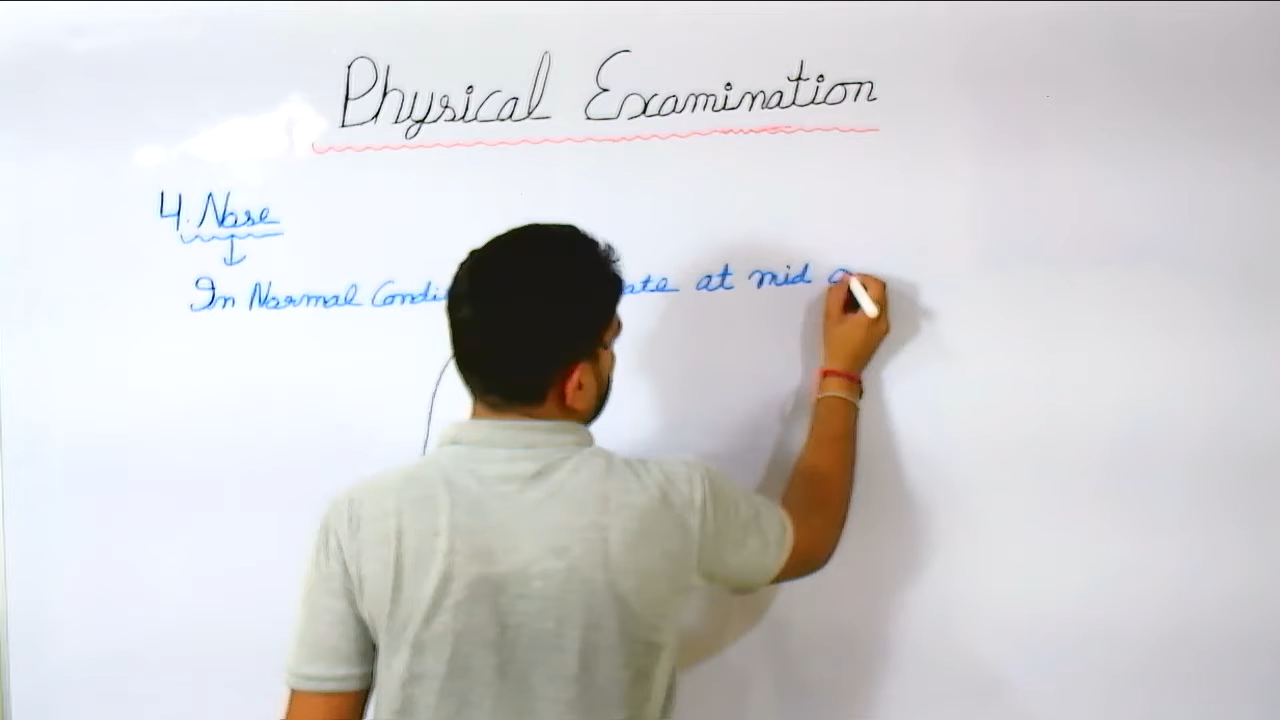 Physical Examination
4. Nose
In Normal Condi ate at mid